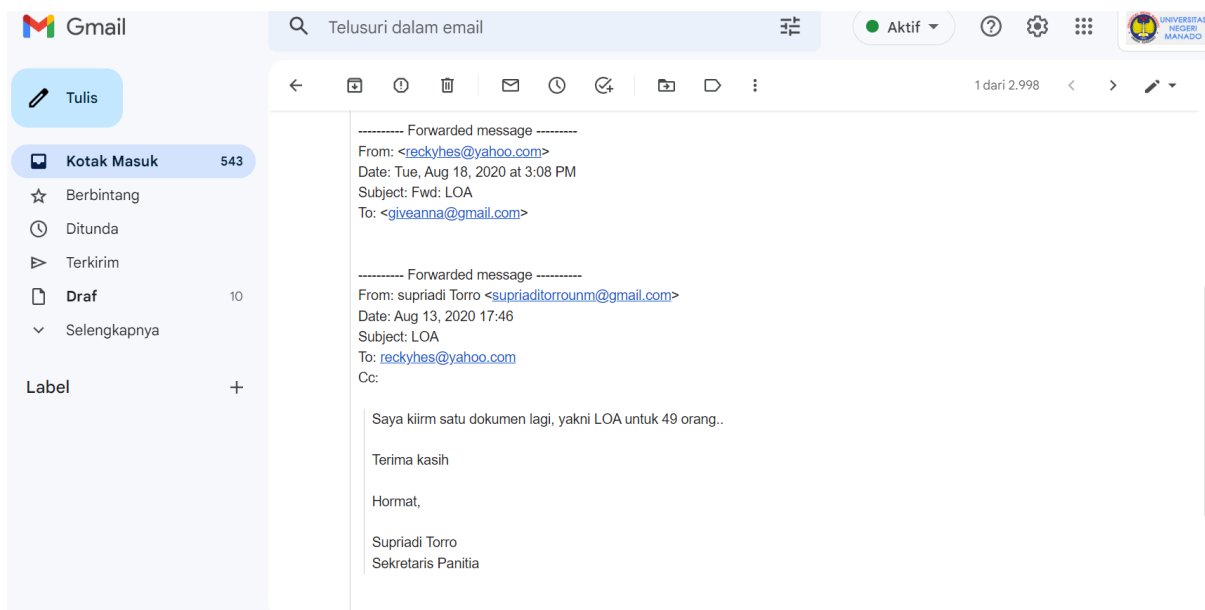 Gmail
Telusuri dalam email
Aktif
UNIVERSITAS
NEGERI
MANADO
Tulis
1 dari 2.998
Kotak Masuk 543
Berbintang
Ditunda
Terkirim
Draf 10
Selengkapnya
Label
---------- Forwarded message ---------
From: <reckyhes@yahoo.com>
Date: Tue, Aug 18, 2020 at 3:08 PM
Subject: Fwd: LOA
To: <giveanna@gmail.com>
---------- Forwarded message ----------
From: supriadi Torro <supriaditorrounm@gmail.com>
Date: Aug 13, 2020 17:46
Subject: LOA
To: reckyhes@yahoo.com
Cc:
Saya kiirm satu dokumen lagi, yakni LOA untuk 49 orang..
Terima kasih
Hormat,
Supriadi Torro
Sekretaris Panitia